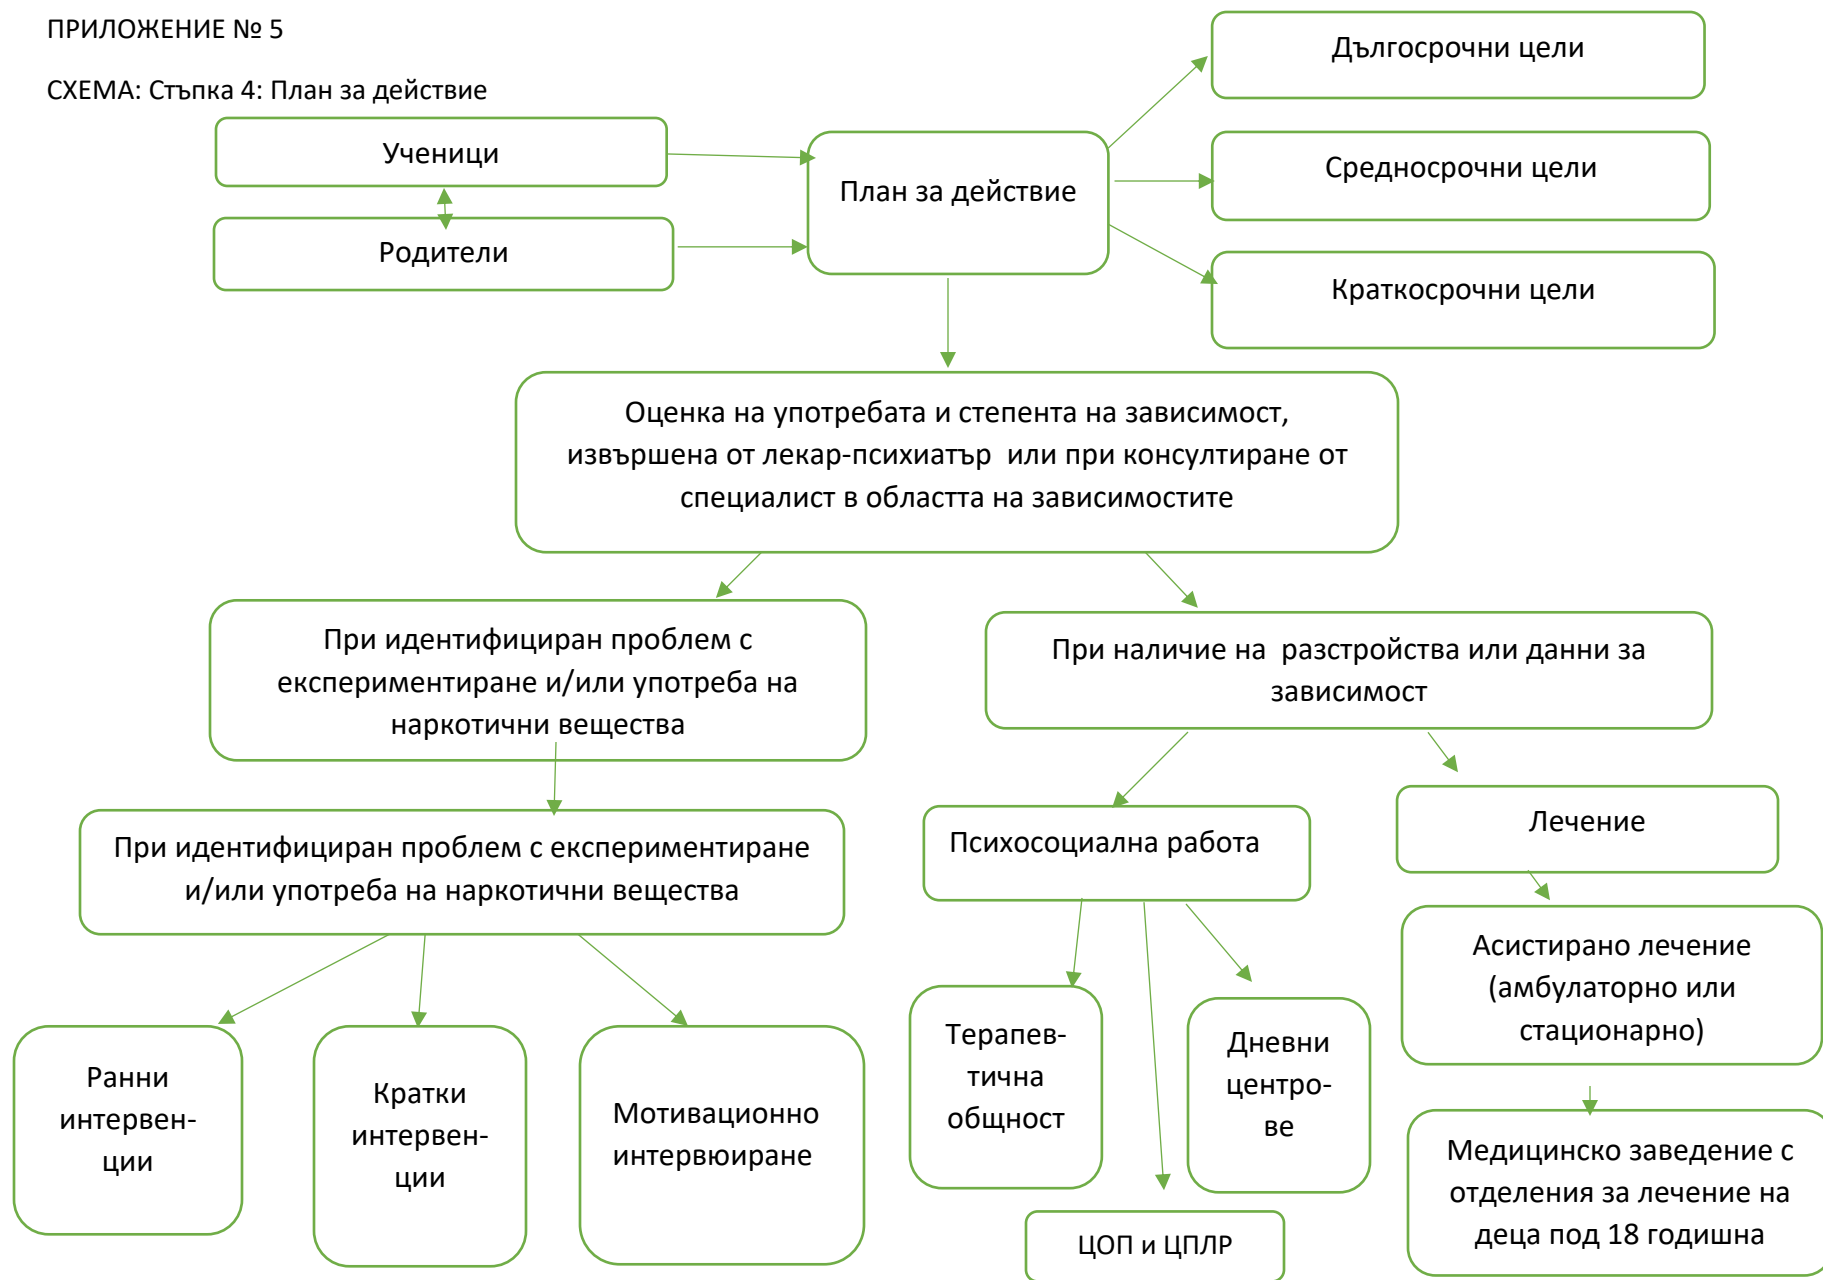 ПРИЛОЖЕНИЕ № 5
СХЕМА: Стъпка 4: План за действие
Ученици
Родители
План за действие
Дългосрочни цели
Средносрочни цели
Краткосрочни цели
Оценка на употребата и степента на зависимост,
извършена от лекар-психиатър или при консултиране от
специалист в областта на зависимостите
При идентифициран проблем с
експериментиране и/или употреба на
наркотични вещества
При наличие на разстройства или данни за
зависимост
При идентифициран проблем с експериментиране
и/или употреба на наркотични вещества
Психосоциална работа
Лечение
Ранни
интервен-
ции
Кратки
интервен-
ции
Мотивационно
интервюиране
Терапев-
тична
общност
ЦОП и ЦПЛР
Дневни
центро-
ве
Асистирано лечение
(амбулаторно или
стационарно)
Медицинско заведение с
отделения за лечение на
деца под 18 годишна